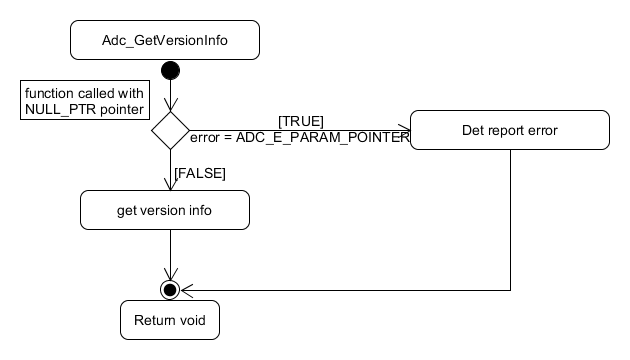 Adc_GetVersionInfo
function called with
NULL_PTR pointer
[TRUE]
error = ADC_E_PARAM_POINTER
Det report error
[FALSE]
get version info
Return void